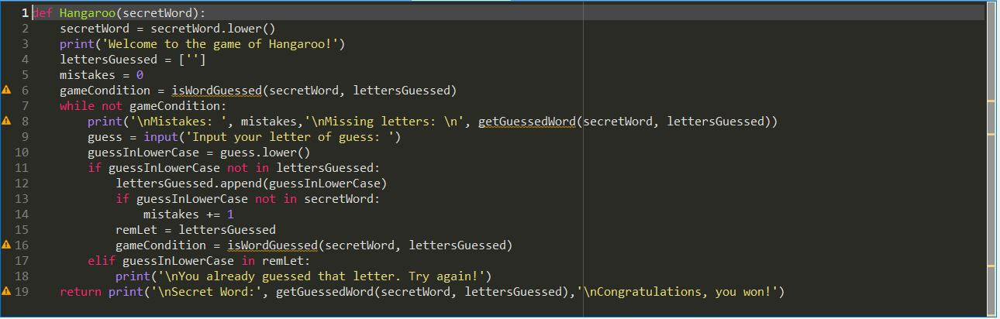 1 def Hangaroo(secretWord):
2     secretWord = secretWord.lower()
3     print('Welcome to the game of Hangaroo!')
4     lettersGuessed = ['']
5     mistakes = 0
6     gameCondition = isWordGuessed(secretWord, lettersGuessed)
7     while not gameCondition:
8         print('\nMistakes: ', mistakes,'\nMissing letters: \n', getGuessedWord(secretWord, lettersGuessed))
9         guess = input('Input your letter of guess: ')
10         guessInLowerCase = guess.lower()
11         if guessInLowerCase not in lettersGuessed:
12             lettersGuessed.append(guessInLowerCase)
13             if guessInLowerCase not in secretWord:
14                 mistakes += 1
15             remLet = lettersGuessed
16             gameCondition = isWordGuessed(secretWord, lettersGuessed)
17         elif guessInLowerCase in remLet:
18             print('\nYou already guessed that letter. Try again!')
19     return print('\nSecret Word:', getGuessedWord(secretWord, lettersGuessed),'\nCongratulations, you won!')